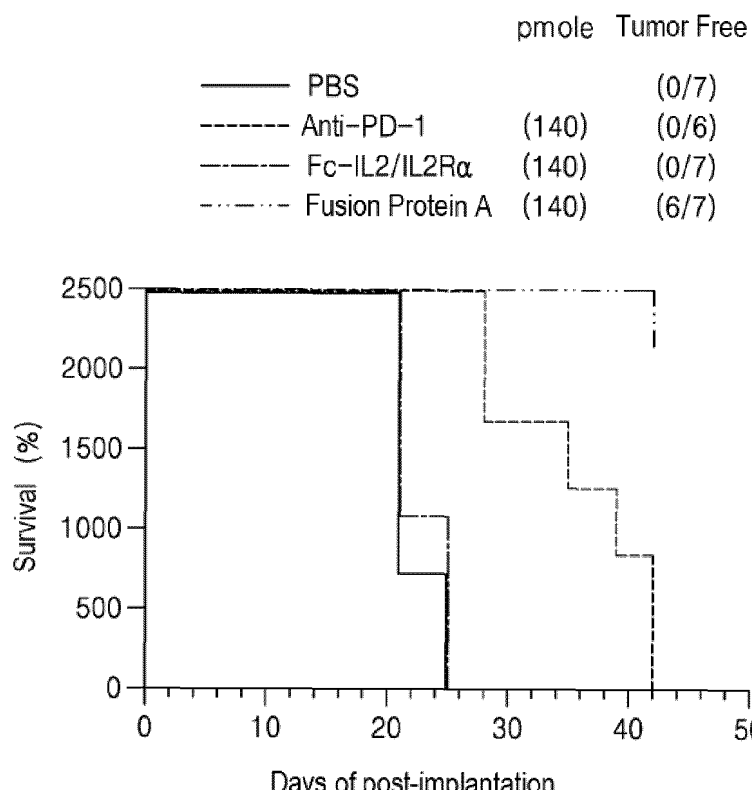 pmole Tumor Free
PBS (0/7)
Anti-PD-1 (140) (0/6)
Fc-IL2/IL2Rα (140) (0/7)
Fusion Protein A (140) (6/7)
2500
2000
1500
1000
500
0
Survival (%)
0 10 20 30 40 50
Days of post-implantation